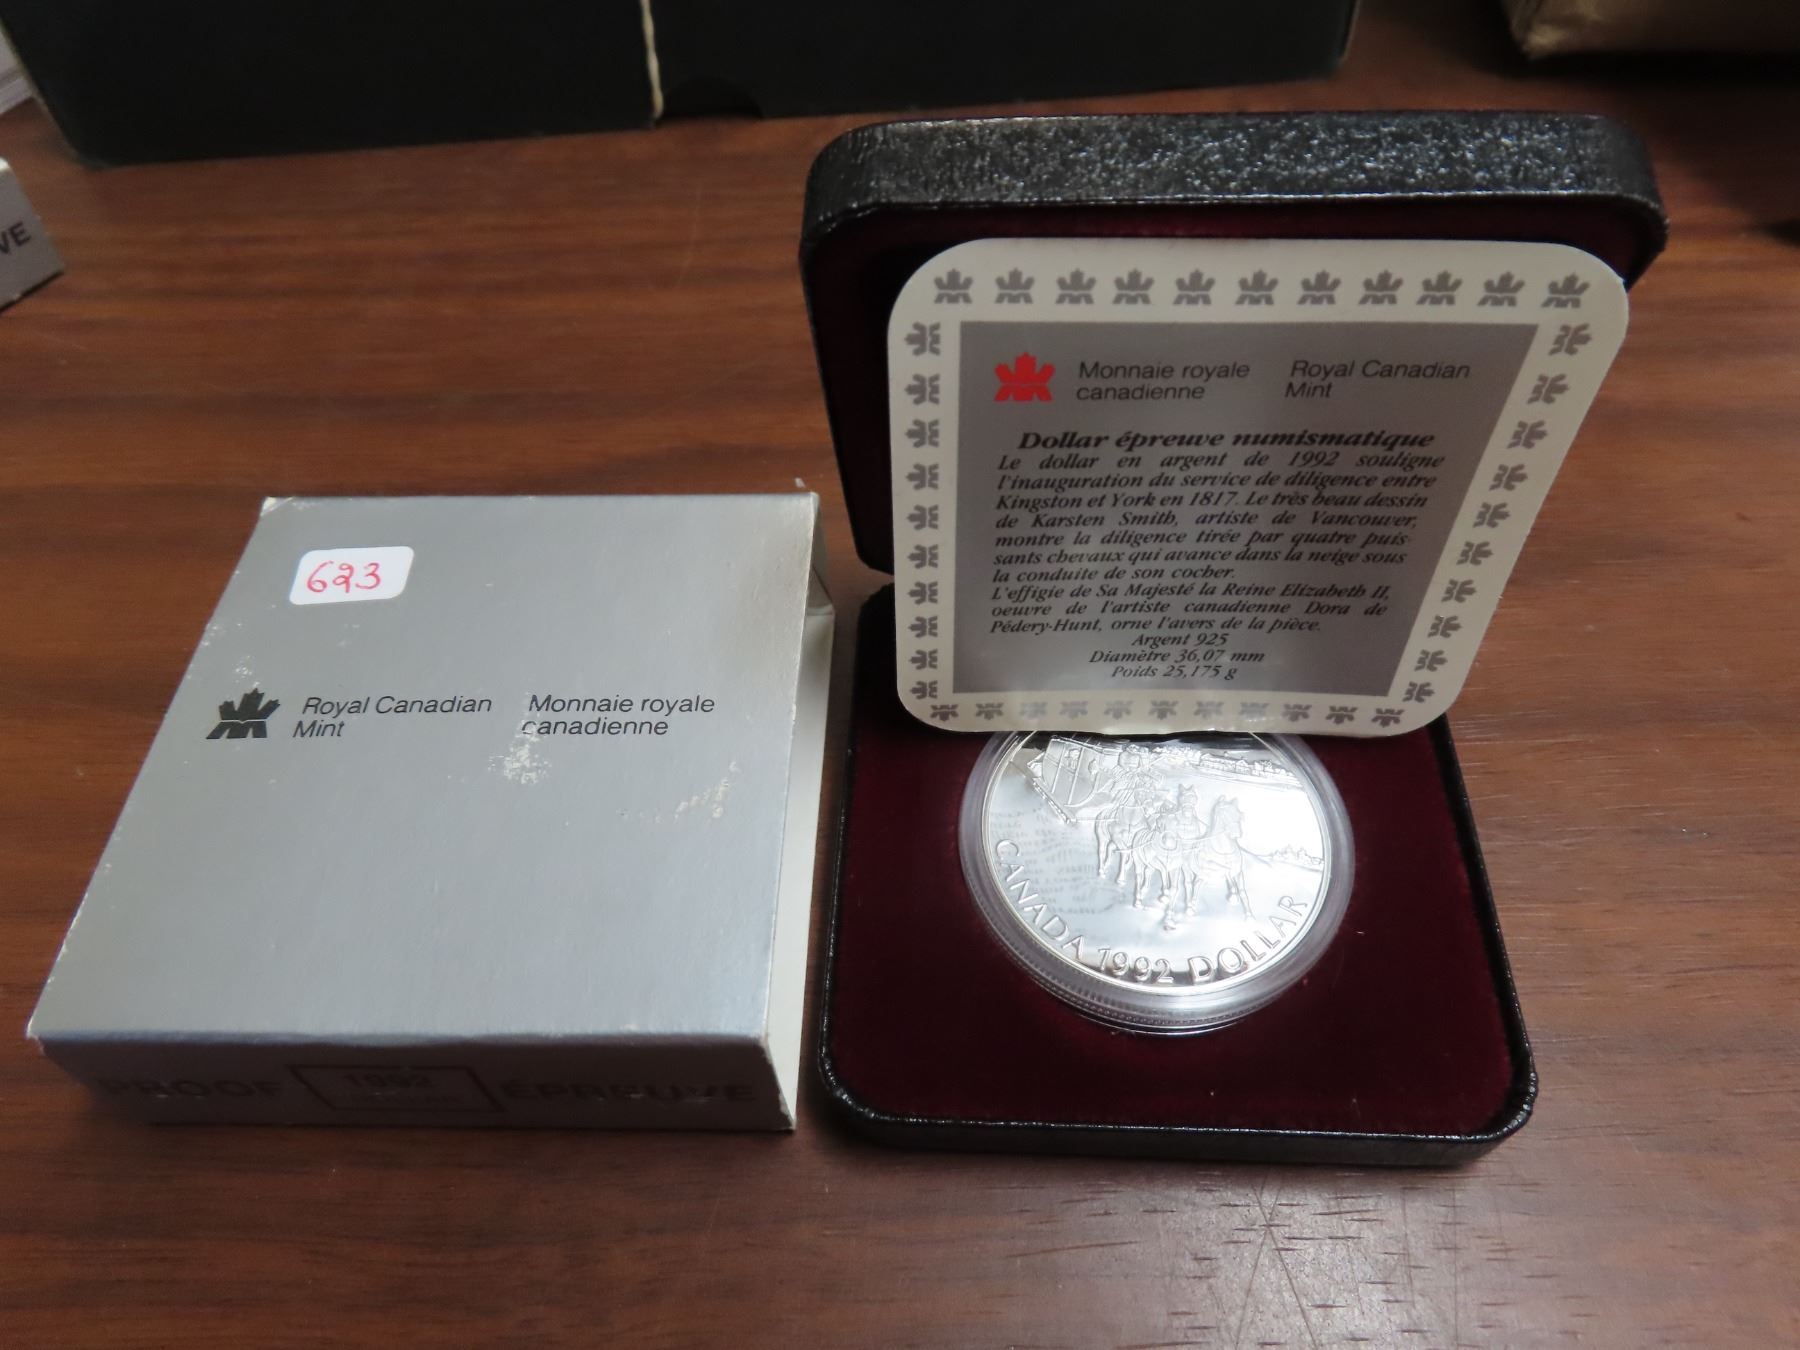 VE
623
Royal Canadian Monnaie royale
Mint canadienne
PROOF 1992 ÉPREUVE
Monnaie royale Royal Canadian
canadienne Mint
Dollar épreuve numismatique
Le dollar en argent de 1992 souligne
l'inauguration du service de diligence entre
Kingston et York en 1817. Le très beau dessin
de Karsten Smith, artiste de Vancouver,
montre la diligence tirée par quatre puis-
sants chevaux qui avance dans la neige sous
la conduite de son cocher.
L'effigie de Sa Majesté la Reine Elizabeth II,
oeuvre de l'artiste canadienne Dora de
Pédery-Hunt, orne l'avers de la pièce.
Argent 925
Diamètre 36,07 mm
Poids 25,175 g
CANADA 1992 DOLLAR